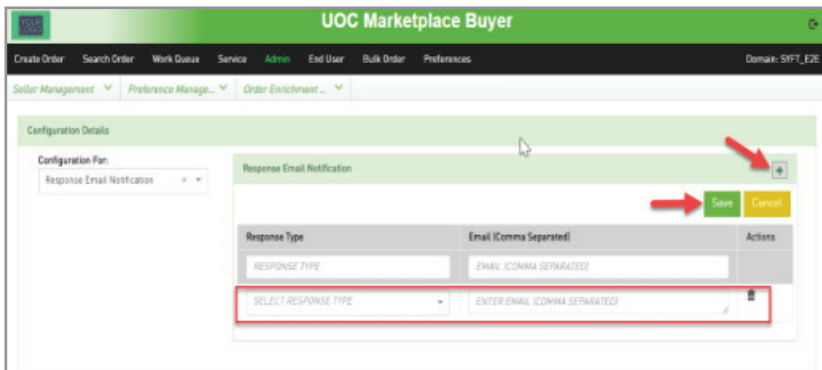 YOUR LOGO
UOC Marketplace Buyer
Create Order Search Order Work Queue Service Admin End User Bulk Order Preferences Domain: SYFT_E2E
Seller Management Preference Manage... Order Enrichment ...
Configuration Details
Configuration For:
Response Email Notification × Response Email Notification +
Save Cancel
Response Type Email (Comma Separated) Actions
RESPONSE TYPE EMAIL (COMMA SEPARATED)
SELECT RESPONSE TYPE ENTER EMAIL (COMMA SEPARATED)